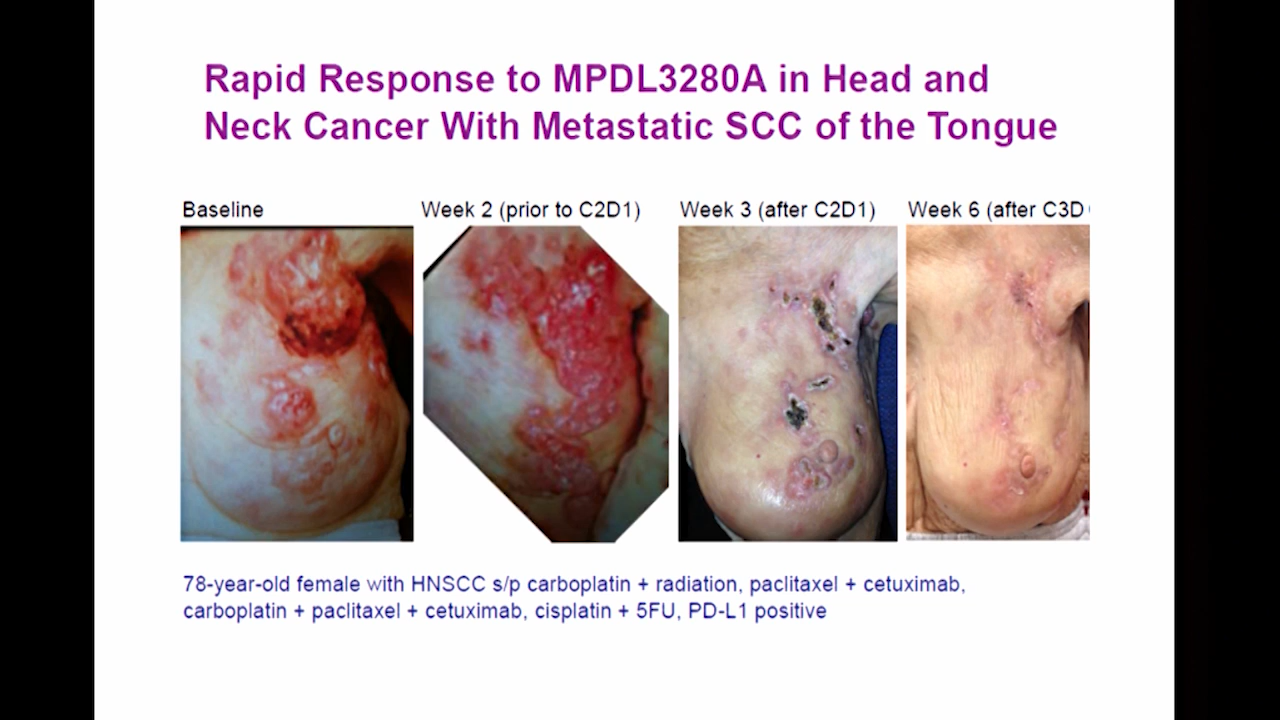 Rapid Response to MPDL3280A in Head and
Neck Cancer With Metastatic SCC of the Tongue
Baseline
Week 2 (prior to C2D1)
Week 3 (after C2D1)
Week 6 (after C3D
78-year-old female with HNSCC s/p carboplatin + radiation, paclitaxel + cetuximab,
carboplatin + paclitaxel + cetuximab, cisplatin + 5FU, PD-L1 positive